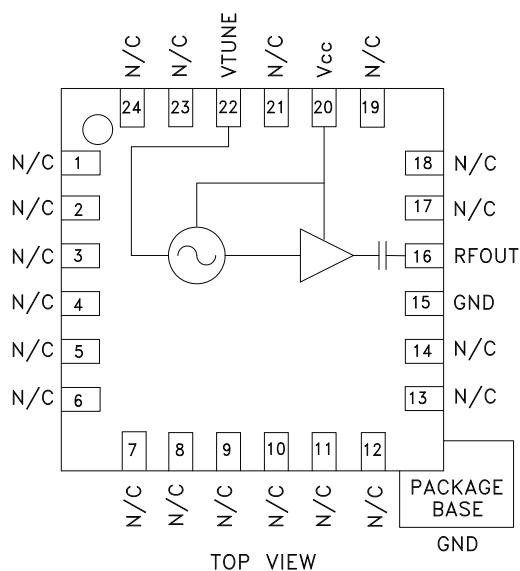 N/C N/C VTUNE N/C Vcc N/C
24 23 22 21 20 19
N/C 1 18 N/C
N/C 2 17 N/C
N/C 3 16 RFOUT
N/C 4 15 GND
N/C 5 14 N/C
N/C 6 13 N/C
7 8 9 10 11 12
N/C N/C N/C N/C N/C N/C
PACKAGE
BASE
GND
TOP VIEW